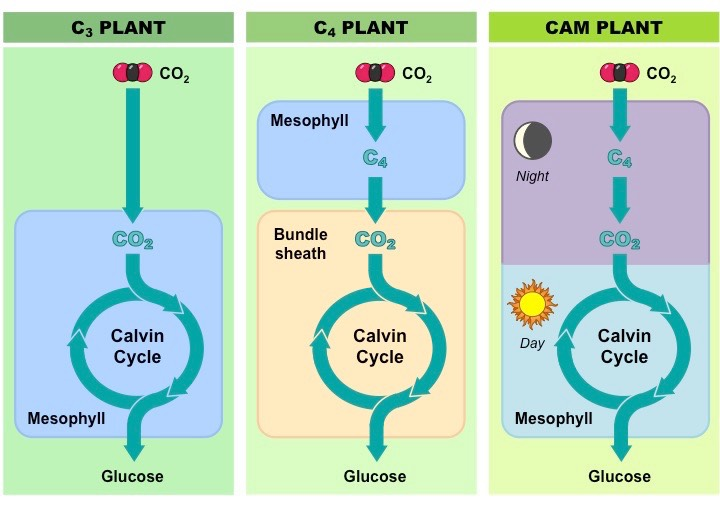 C₃ PLANT
CO₂
CO₂
Calvin
Cycle
Mesophyll
Glucose
C₄ PLANT
CO₂
Mesophyll
C₄
Bundle
sheath
CO₂
Calvin
Cycle
Glucose
CAM PLANT
CO₂
C₄
Night
CO₂
Day
Calvin
Cycle
Mesophyll
Glucose